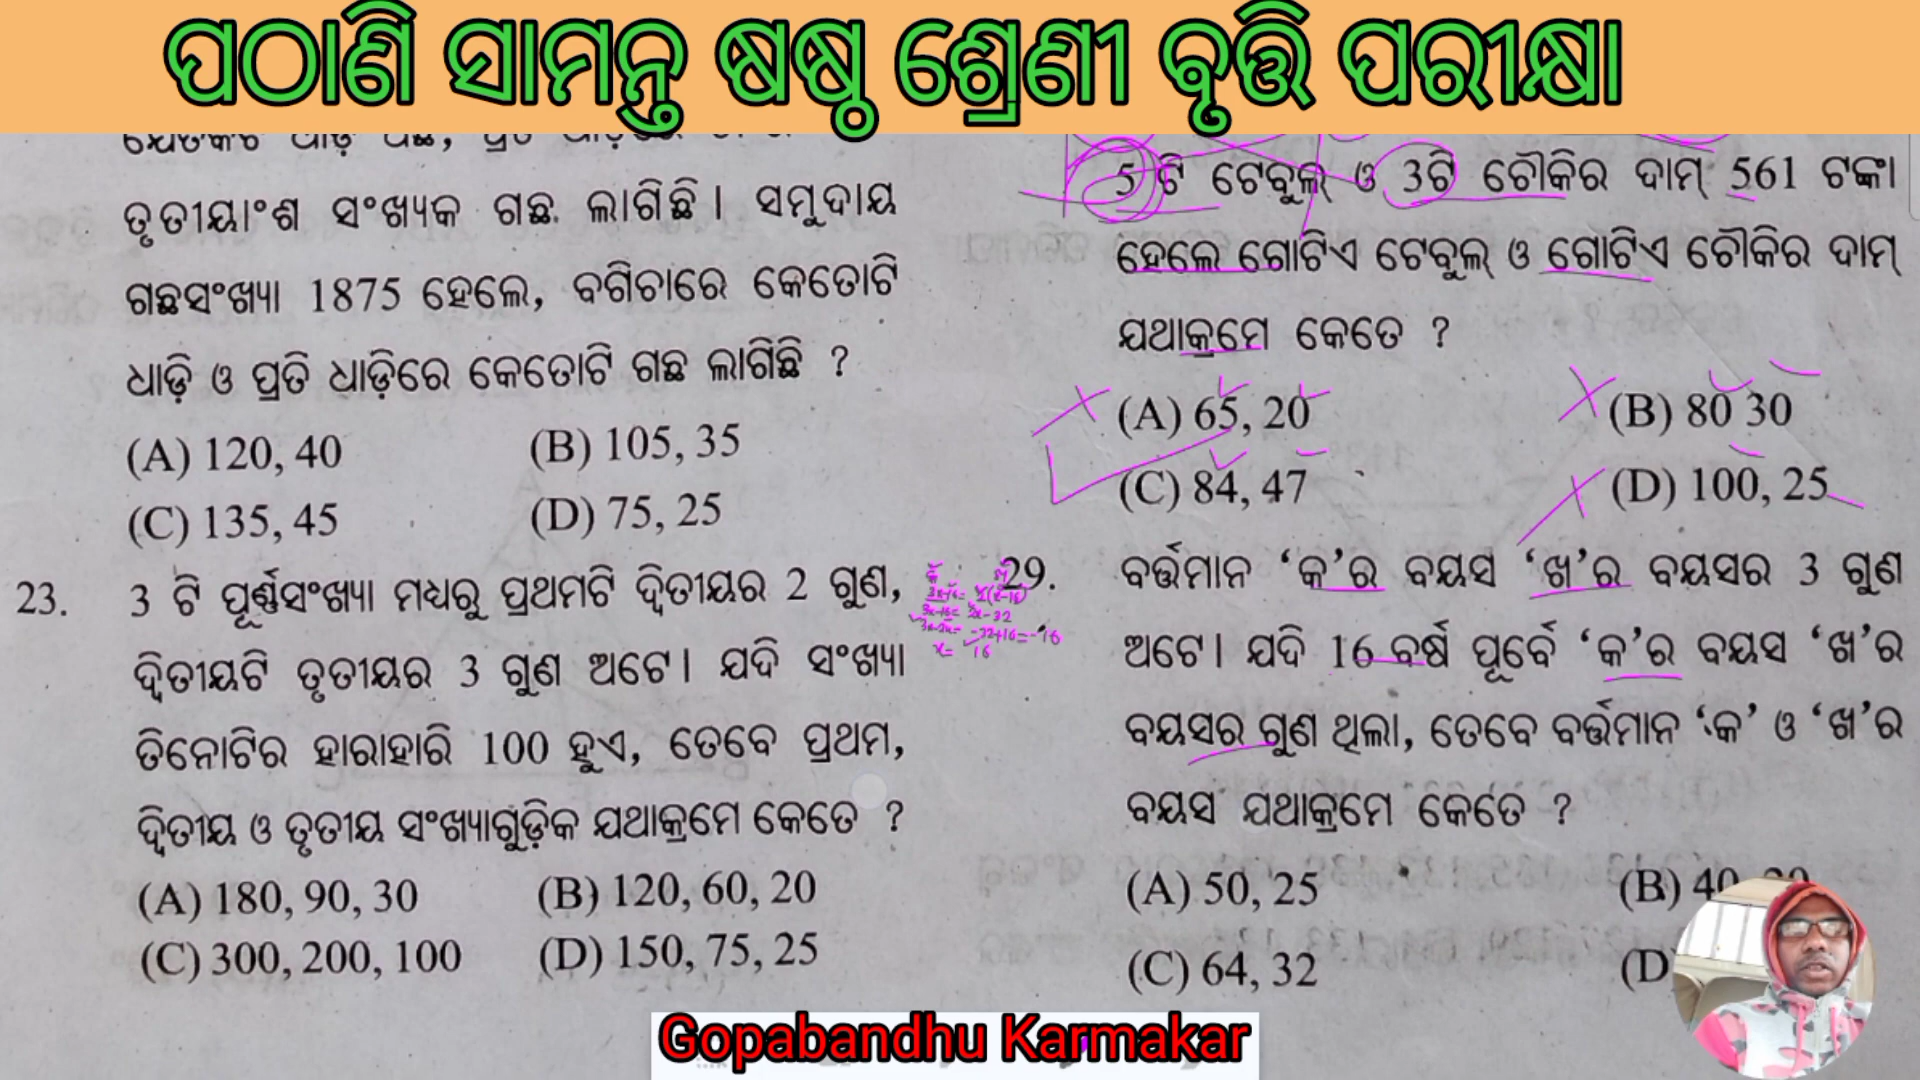 ପଠାଣି ସାମନ୍ତ ଷଷ୍ଠ ଶ୍ରେଣୀ ବୃତ୍ତି ପରୀକ୍ଷା
ତୃତୀୟାଂଶ ସଂଖ୍ୟକ ଗଛ ଲାଗିଛି। ସମୁଦାୟ
ଗଛସଂଖ୍ୟା 1875 ହେଲେ, ବଗିଚାରେ କେତୋଟି
ଧାଡ଼ି ଓ ପ୍ରତି ଧାଡ଼ିରେ କେତୋଟି ଗଛ ଲାଗିଛି ?
(A) 120, 40 (B) 105, 35
(C) 135, 45 (D) 75, 25
23. 3 ଟି ପୂର୍ଣ୍ଣସଂଖ୍ୟା ମଧ୍ୟରୁ ପ୍ରଥମଟି ଦ୍ୱିତୀୟର 2 ଗୁଣ,
ଦ୍ୱିତୀୟଟି ତୃତୀୟର 3 ଗୁଣ ଅଟେ। ଯଦି ସଂଖ୍ୟା
ତିନୋଟିର ହାରାହାରି 100 ହୁଏ, ତେବେ ପ୍ରଥମ,
ଦ୍ୱିତୀୟ ଓ ତୃତୀୟ ସଂଖ୍ୟାଗୁଡ଼ିକ ଯଥାକ୍ରମେ କେତେ ?
(A) 180, 90, 30 (B) 120, 60, 20
(C) 300, 200, 100 (D) 150, 75, 25
5 ଟି ଟେବୁଲ୍ ଓ 3ଟି ଚୌକିର ଦାମ୍ 561 ଟଙ୍କା
ହେଲେ ଗୋଟିଏ ଟେବୁଲ୍ ଓ ଗୋଟିଏ ଚୌକିର ଦାମ୍
ଯଥାକ୍ରମେ କେତେ ?
(A) 65, 20 (B) 80 30
(C) 84, 47 (D) 100, 25
29. ବର୍ତ୍ତମାନ ‘କ’ର ବୟସ ‘ଖ’ର ବୟସର 3 ଗୁଣ
ଅଟେ। ଯଦି 16 ବର୍ଷ ପୂର୍ବେ ‘କ’ର ବୟସ ‘ଖ’ର
ବୟସର ଗୁଣ ଥିଲା, ତେବେ ବର୍ତ୍ତମାନ ‘କ’ ଓ ‘ଖ’ର
ବୟସ ଯଥାକ୍ରମେ କେତେ ?
(A) 50, 25 (B)
(C) 64, 32 (D
x= 16
Gopabandhu Karmakar